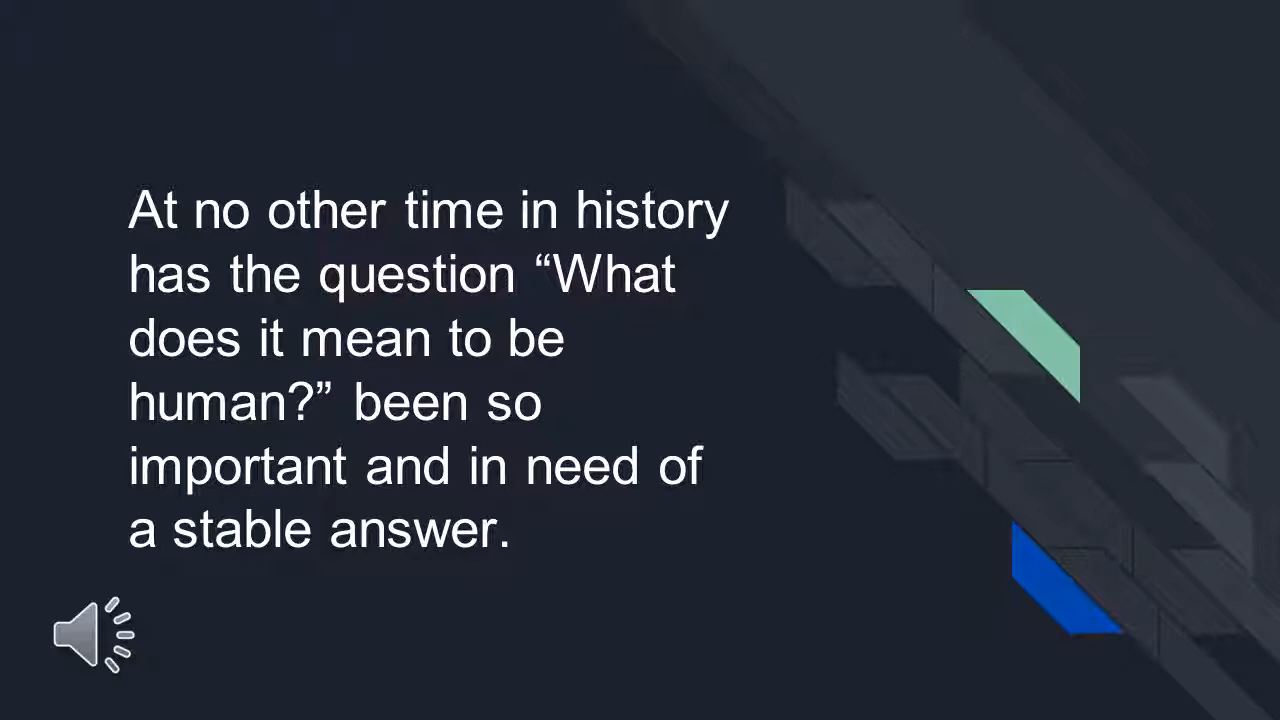 At no other time in history
has the question “What
does it mean to be
human?” been so
important and in need of
a stable answer.